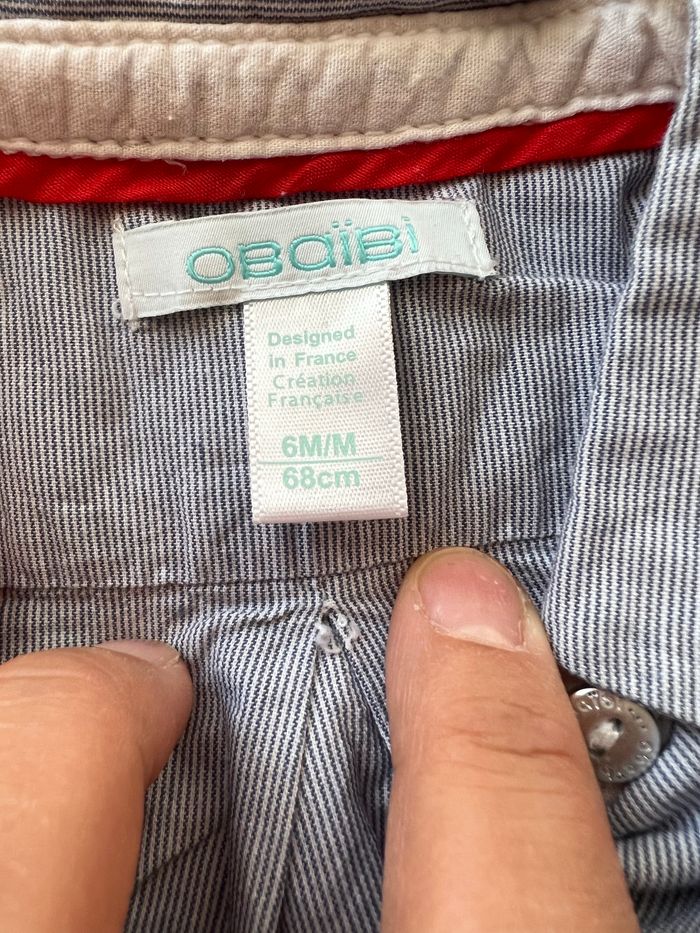 OBaïBi
Designed
in France
Création
Française
6M/M
68cm